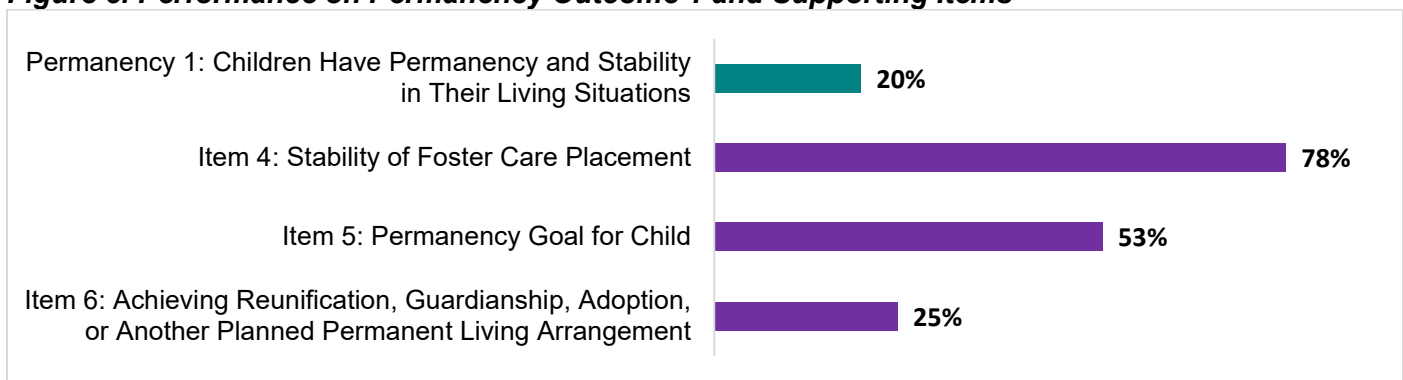 Permanency 1: Children Have Permanency and Stability
in Their Living Situations
20%
Item 4: Stability of Foster Care Placement
78%
Item 5: Permanency Goal for Child
53%
Item 6: Achieving Reunification, Guardianship, Adoption,
or Another Planned Permanent Living Arrangement
25%